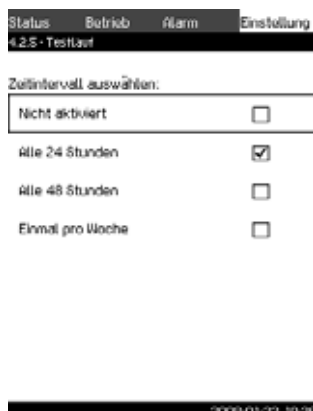 Status Betrieb Alarm Einstellung
4.2.5 - Testlauf
Zeitintervall auswählen:
Nicht aktiviert
Alle 24 Stunden
Alle 48 Stunden
Einmal pro Woche